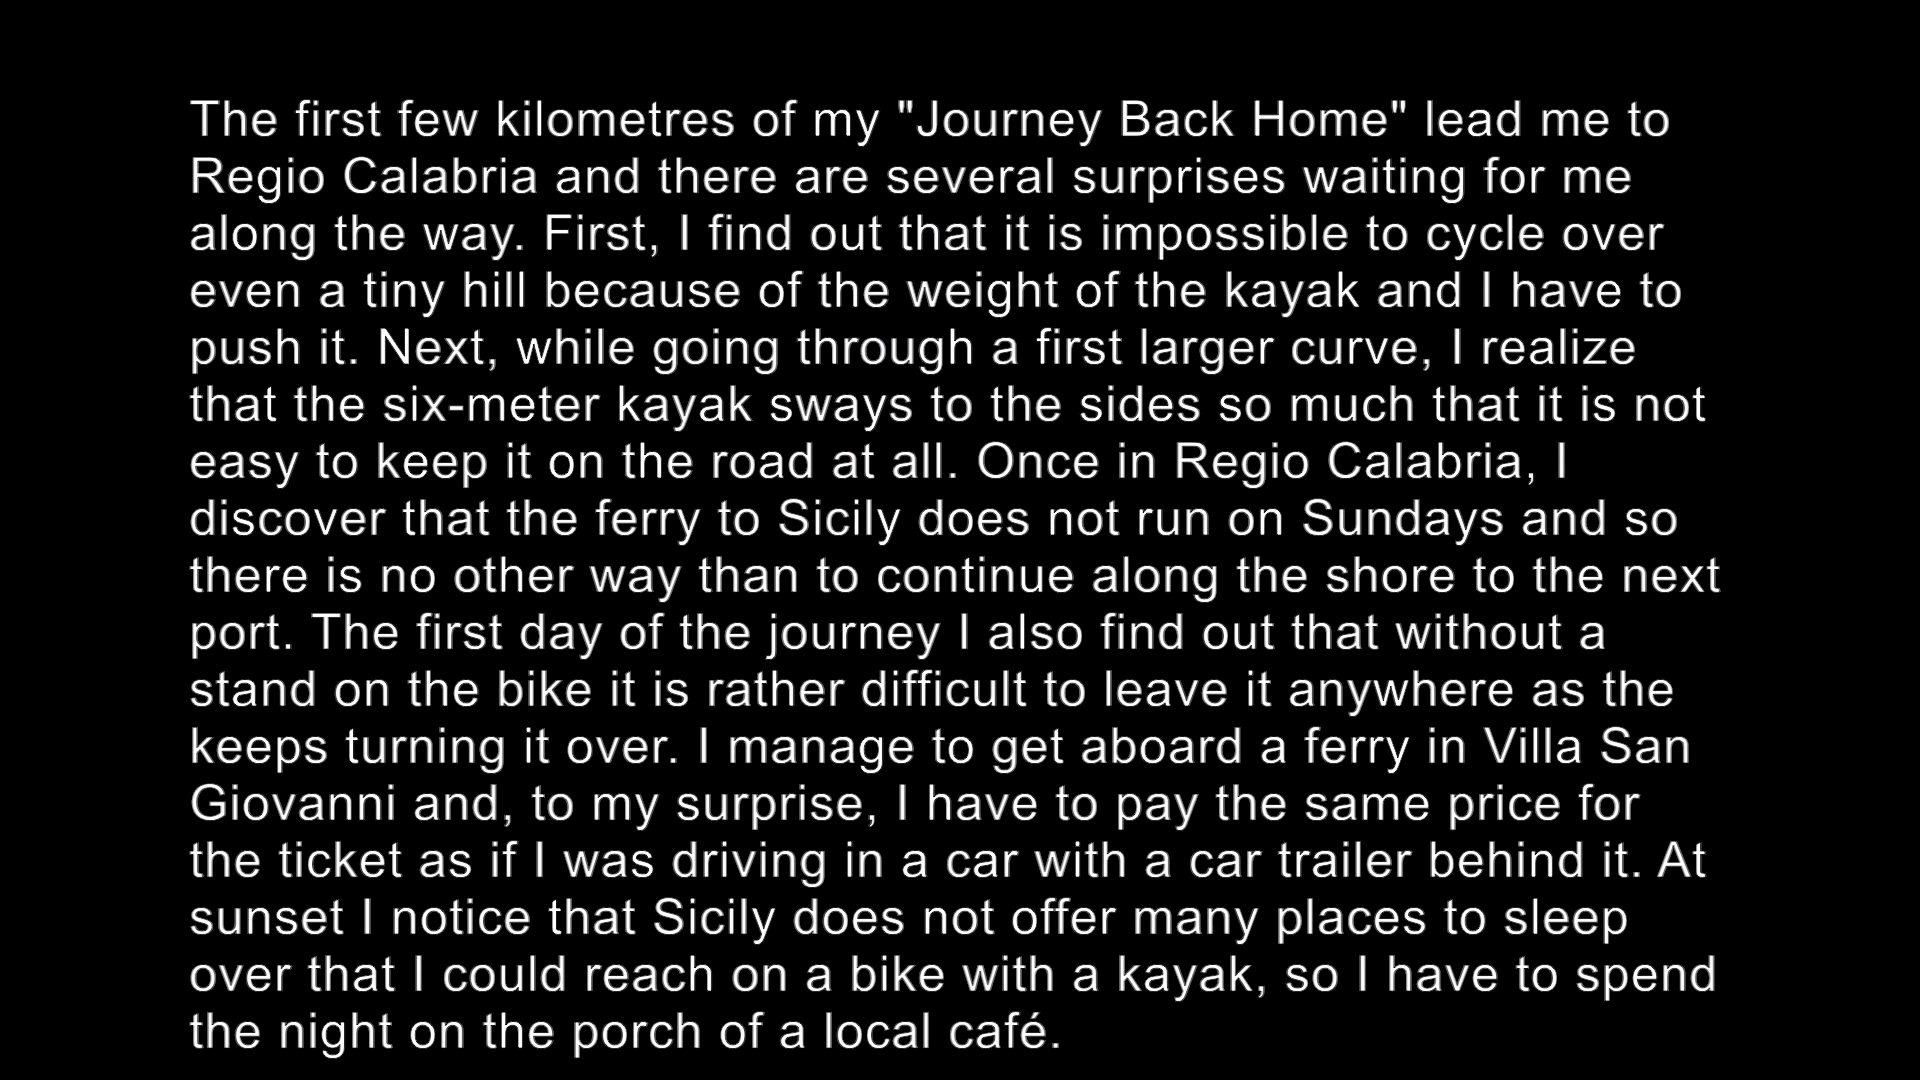 The first few kilometres of my "Journey Back Home" lead me to
Regio Calabria and there are several surprises waiting for me
along the way. First, I find out that it is impossible to cycle over
even a tiny hill because of the weight of the kayak and I have to
push it. Next, while going through a first larger curve, I realize
that the six-meter kayak sways to the sides so much that it is not
easy to keep it on the road at all. Once in Regio Calabria, I
discover that the ferry to Sicily does not run on Sundays and so
there is no other way than to continue along the shore to the next
port. The first day of the journey I also find out that without a
stand on the bike it is rather difficult to leave it anywhere as the
keeps turning it over. I manage to get aboard a ferry in Villa San
Giovanni and, to my surprise, I have to pay the same price for
the ticket as if I was driving in a car with a car trailer behind it. At
sunset I notice that Sicily does not offer many places to sleep
over that I could reach on a bike with a kayak, so I have to spend
the night on the porch of a local café.